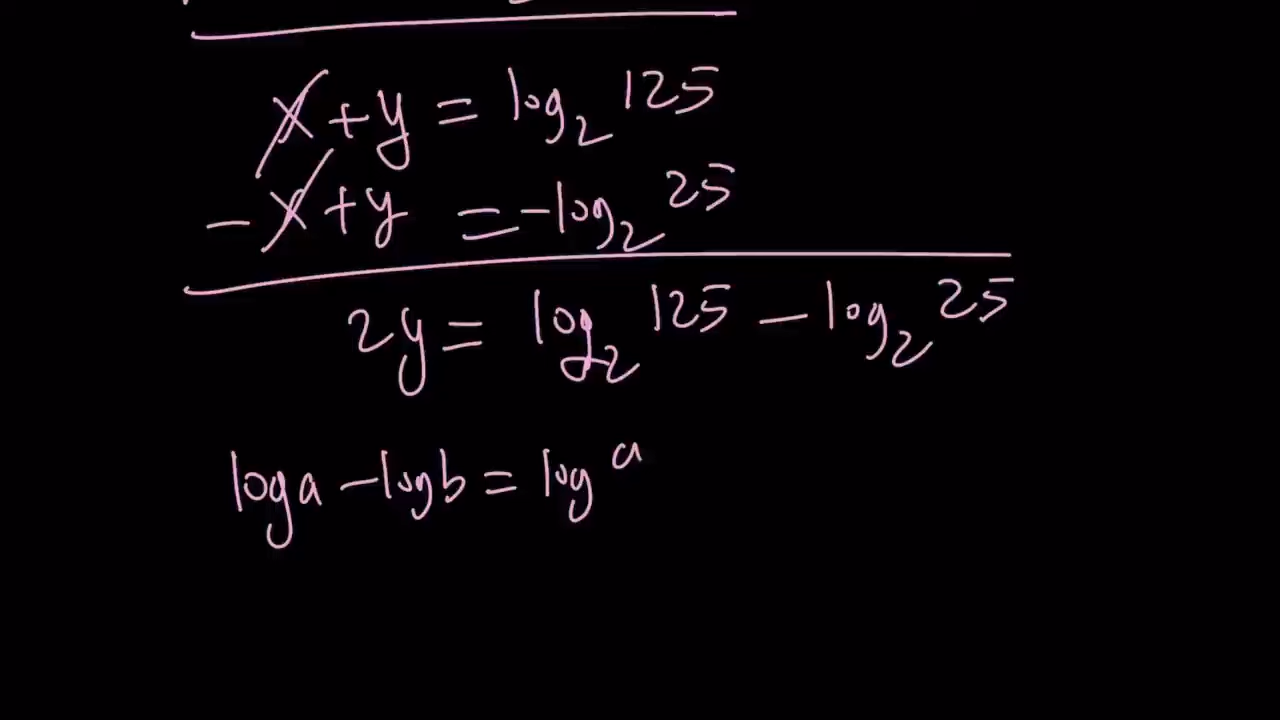 x + y = log₂ 125
- x + y = - log₂ 25
2y = log₂ 125 - log₂ 25
log a - log b = log a